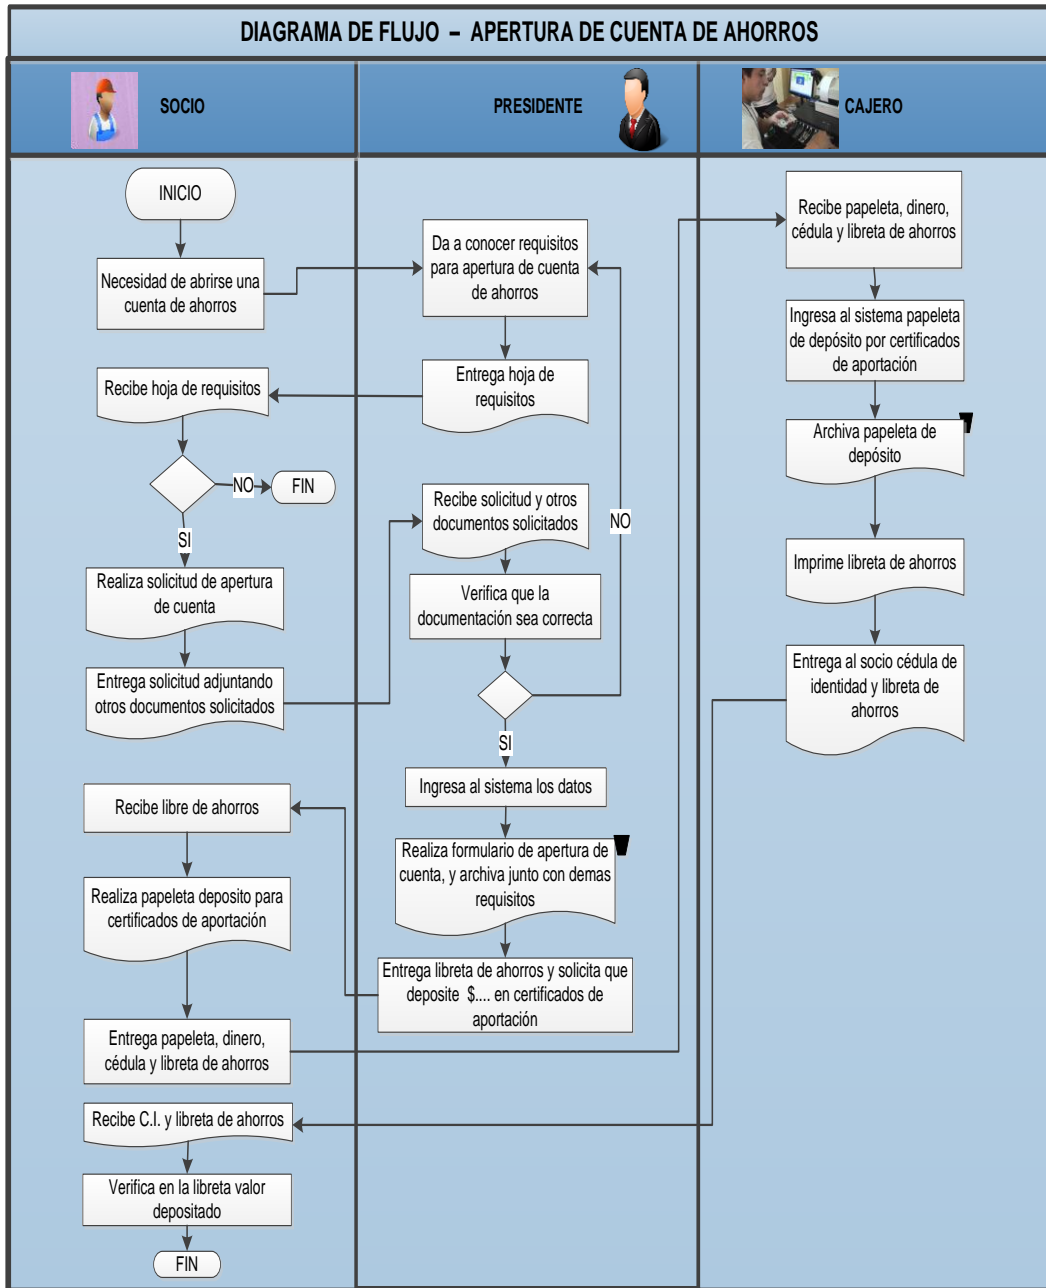 DIAGRAMA DE FLUJO – APERTURA DE CUENTA DE AHORROS
SOCIO
PRESIDENTE
CAJERO
INICIO
Necesidad de abrirse una
cuenta de ahorros
Da a conocer requisitos
para apertura de cuenta
de ahorros
Entrega hoja de
requisitos
Recibe hoja de requisitos
NO
FIN
SI
Realiza solicitud de apertura
de cuenta
Entrega solicitud adjuntando
otros documentos solicitados
Recibe solicitud y otros
documentos solicitados
Verifica que la
documentación sea correcta
NO
SI
Ingresa al sistema los datos
Realiza formulario de apertura de
cuenta, y archiva junto con demas
requisitos
Entrega libreta de ahorros y solicita que
deposite $.... en certificados de
aportación
Recibe libre de ahorros
Realiza papeleta deposito para
certificados de aportación
Entrega papeleta, dinero,
cédula y libreta de ahorros
Recibe papeleta, dinero,
cédula y libreta de ahorros
Ingresa al sistema papeleta
de depósito por certificados
de aportación
Archiva papeleta de
depósito
Imprime libreta de ahorros
Entrega al socio cédula de
identidad y libreta de
ahorros
Recibe C.I. y libreta de ahorros
Verifica en la libreta valor
depositado
FIN